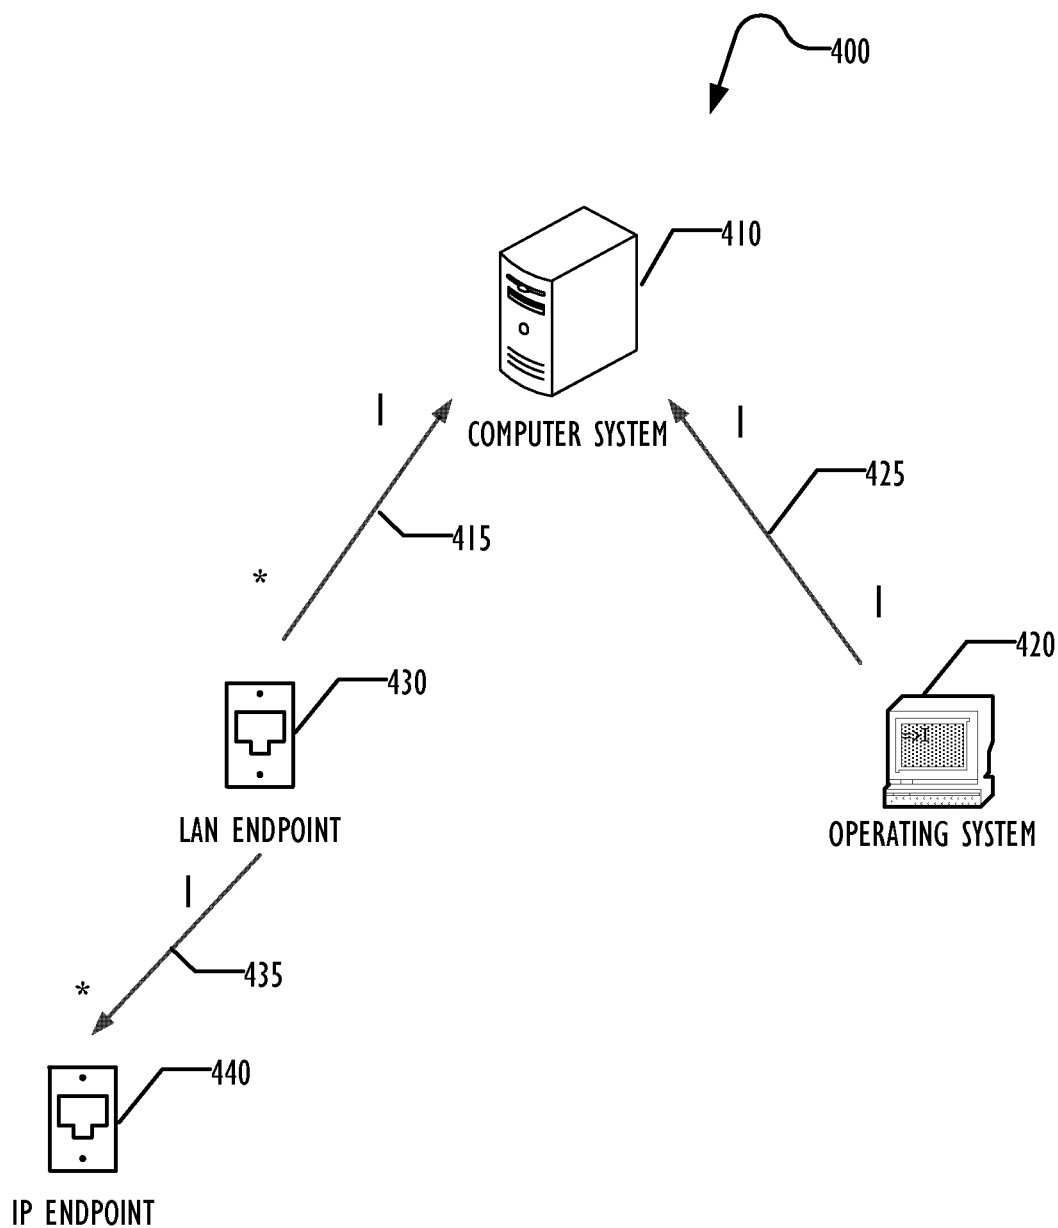 400
410
COMPUTER SYSTEM
1
1
425
415
*
1
420
430
=>I
LAN ENDPOINT
OPERATING SYSTEM
1
435
*
440
IP ENDPOINT